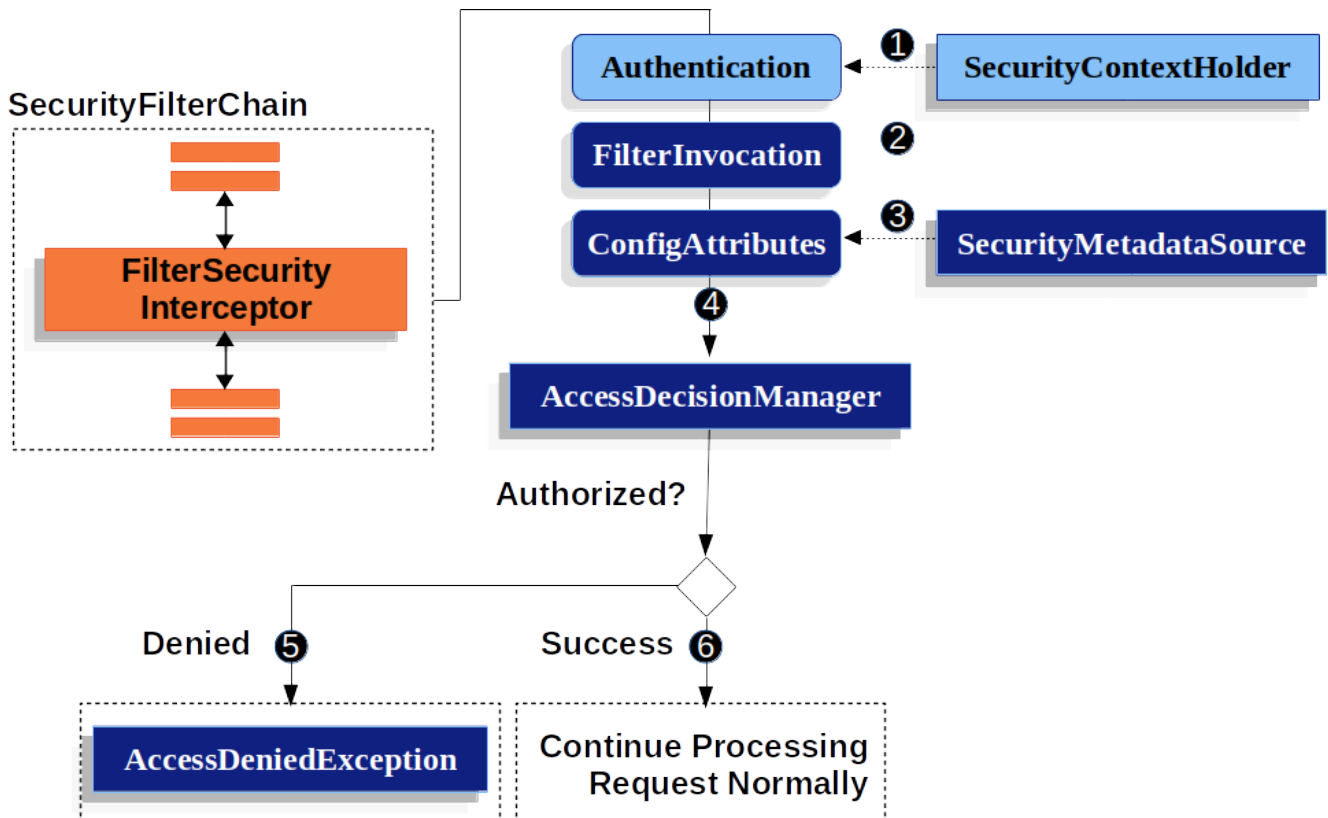 Authentication
1
SecurityContextHolder
SecurityFilterChain
FilterInvocation
2
ConfigAttributes
3
SecurityMetadataSource
FilterSecurity
Interceptor
4
AccessDecisionManager
Authorized?
Denied
5
Success
6
AccessDeniedException
Continue Processing
Request Normally